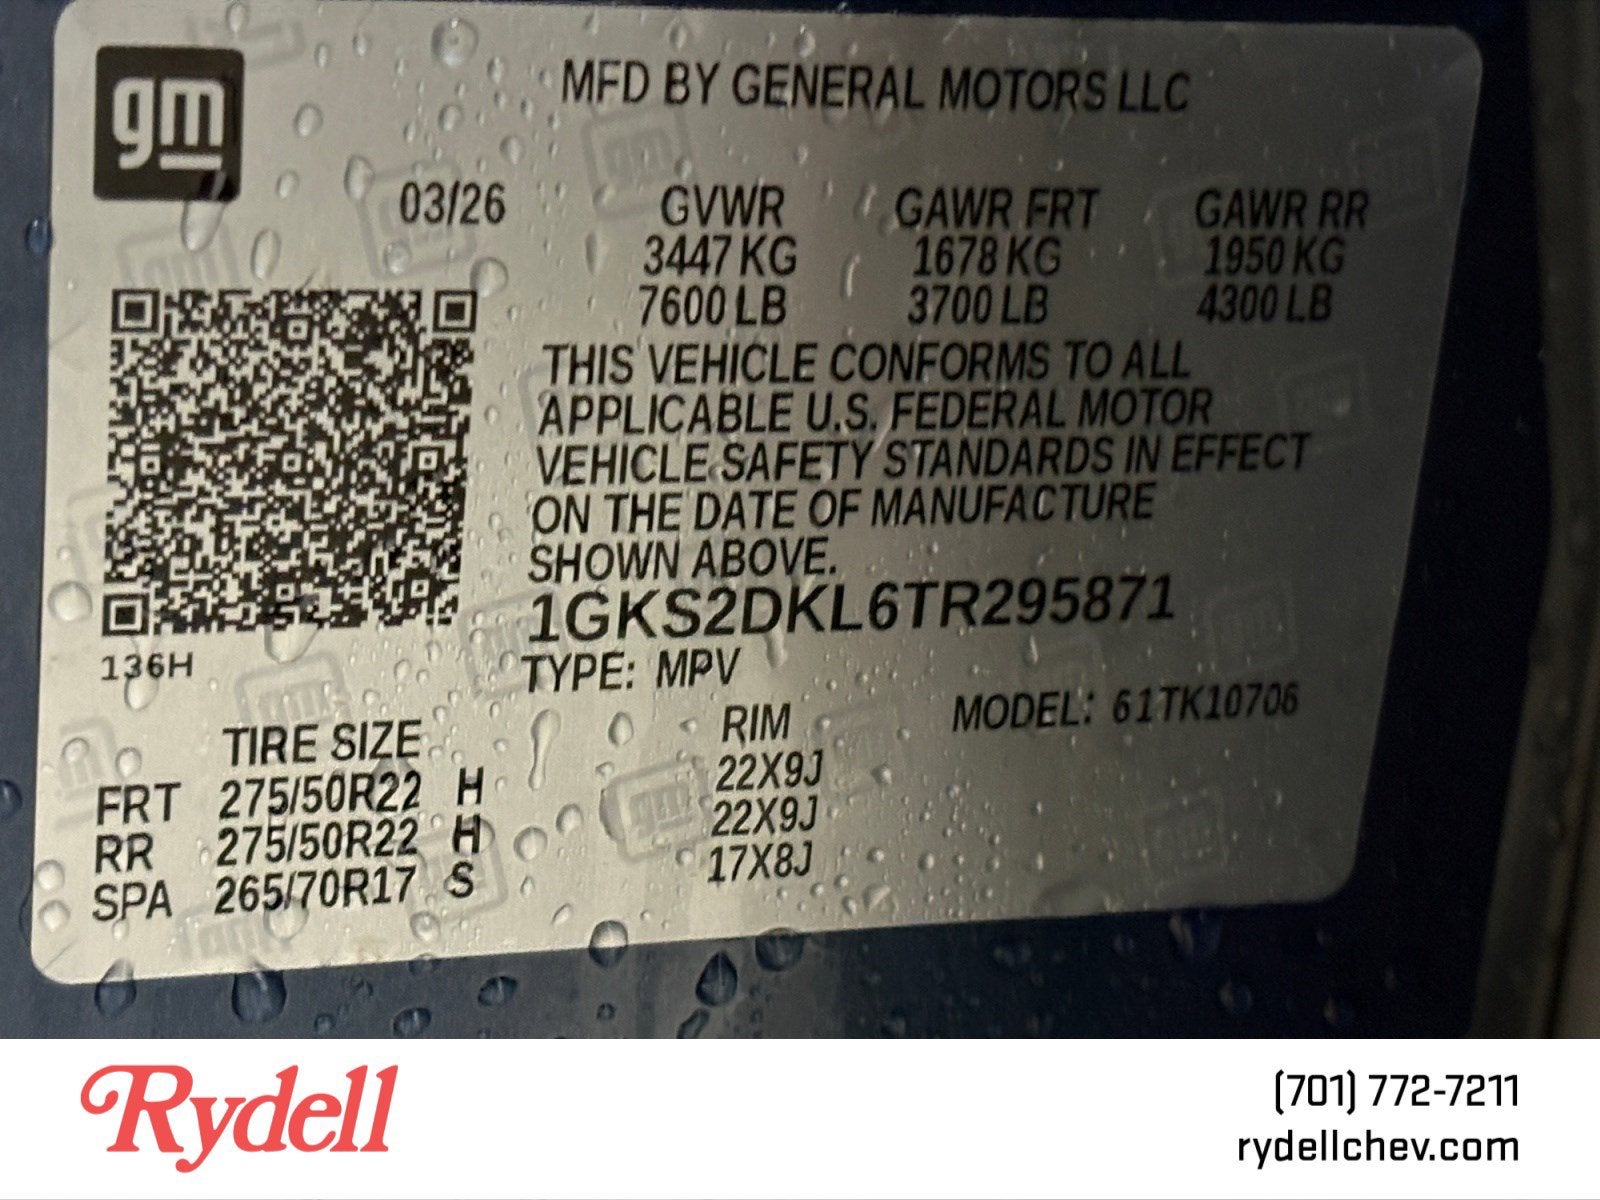 gm
MFD BY GENERAL MOTORS LLC
03/26 GVWR GAWR FRT GAWR RR
3447 KG 1678 KG 1950 KG
7600 LB 3700 LB 4300 LB
THIS VEHICLE CONFORMS TO ALL
APPLICABLE U.S. FEDERAL MOTOR
VEHICLE SAFETY STANDARDS IN EFFECT
ON THE DATE OF MANUFACTURE
SHOWN ABOVE.
1GKS2DKL6TR295871
136H
TYPE: MPV
MODEL: 61TK10706
TIRE SIZE RIM
FRT 275/50R22 H 22X9J
RR 275/50R22 H 22X9J
SPA 265/70R17 S 17X8J
Rydell
(701) 772-7211
rydellchev.com